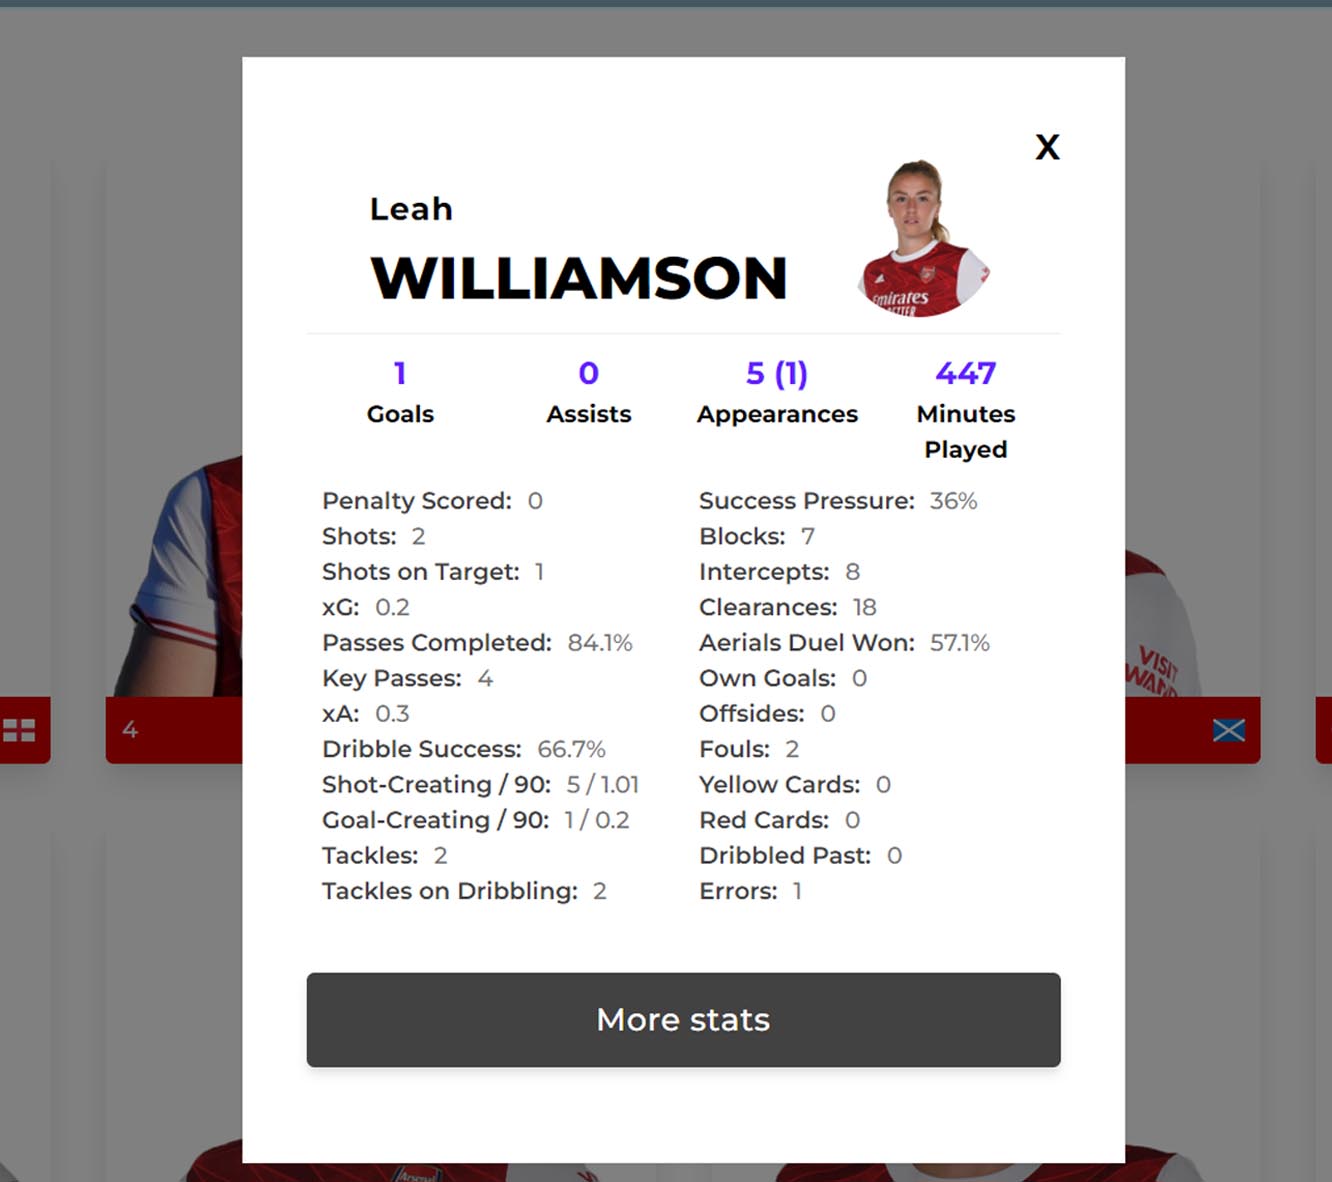 X
Leah
WILLIAMSON
Emirates
1
Goals
0
Assists
5 (1)
Appearances
447
Minutes
Played
Penalty Scored: 0
Shots: 2
Shots on Target: 1
xG: 0.2
Passes Completed: 84.1%
Key Passes: 4
xA: 0.3
Dribble Success: 66.7%
Shot-Creating / 90: 5 / 1.01
Goal-Creating / 90: 1 / 0.2
Tackles: 2
Tackles on Dribbling: 2
Success Pressure: 36%
Blocks: 7
Intercepts: 8
Clearances: 18
Aerials Duel Won: 57.1%
Own Goals: 0
Offsides: 0
Fouls: 2
Yellow Cards: 0
Red Cards: 0
Dribbled Past: 0
Errors: 1
More stats
4
VISIT
Arsenal